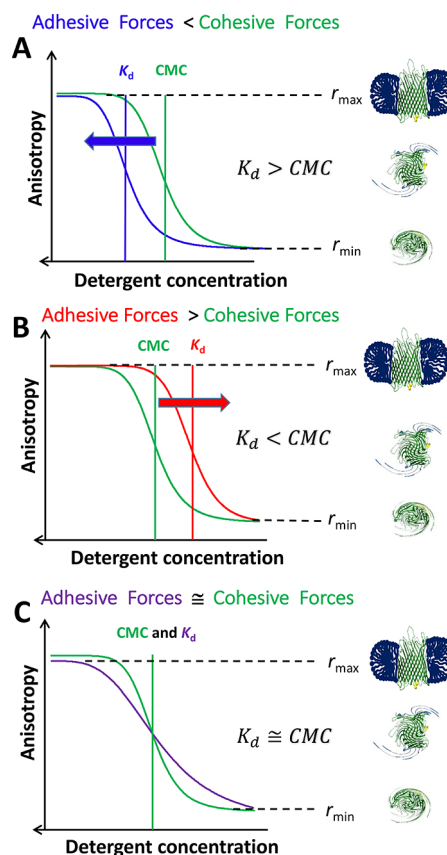 Adhesive Forces < Cohesive Forces
A
Kd CMC
rmax
Kd > CMC
rmin
Anisotropy
Detergent concentration
Adhesive Forces > Cohesive Forces
B
CMC Kd
rmax
Kd < CMC
rmin
Anisotropy
Detergent concentration
Adhesive Forces ≅ Cohesive Forces
C
CMC and Kd
rmax
Kd ≅ CMC
rmin
Anisotropy
Detergent concentration